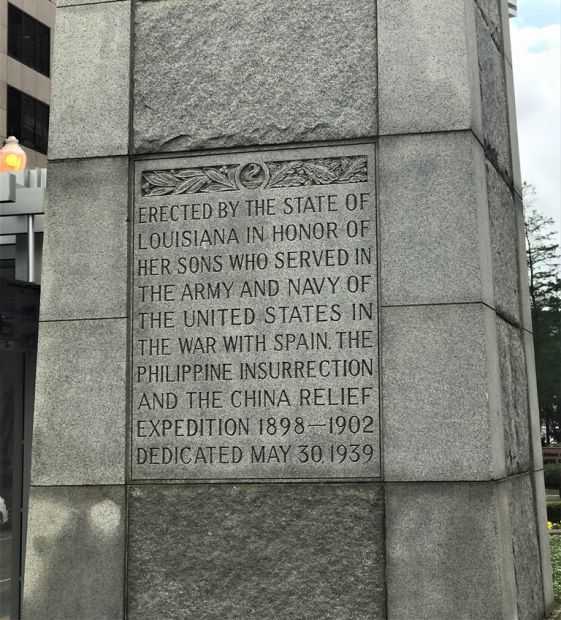 ERECTED BY THE STATE OF
LOUISIANA IN HONOR OF
HER SONS WHO SERVED IN
THE ARMY AND NAVY OF
THE UNITED STATES IN
THE WAR WITH SPAIN, THE
PHILIPPINE INSURRECTION
AND THE CHINA RELIEF
EXPEDITION 1898—1902
DEDICATED MAY 30, 1939